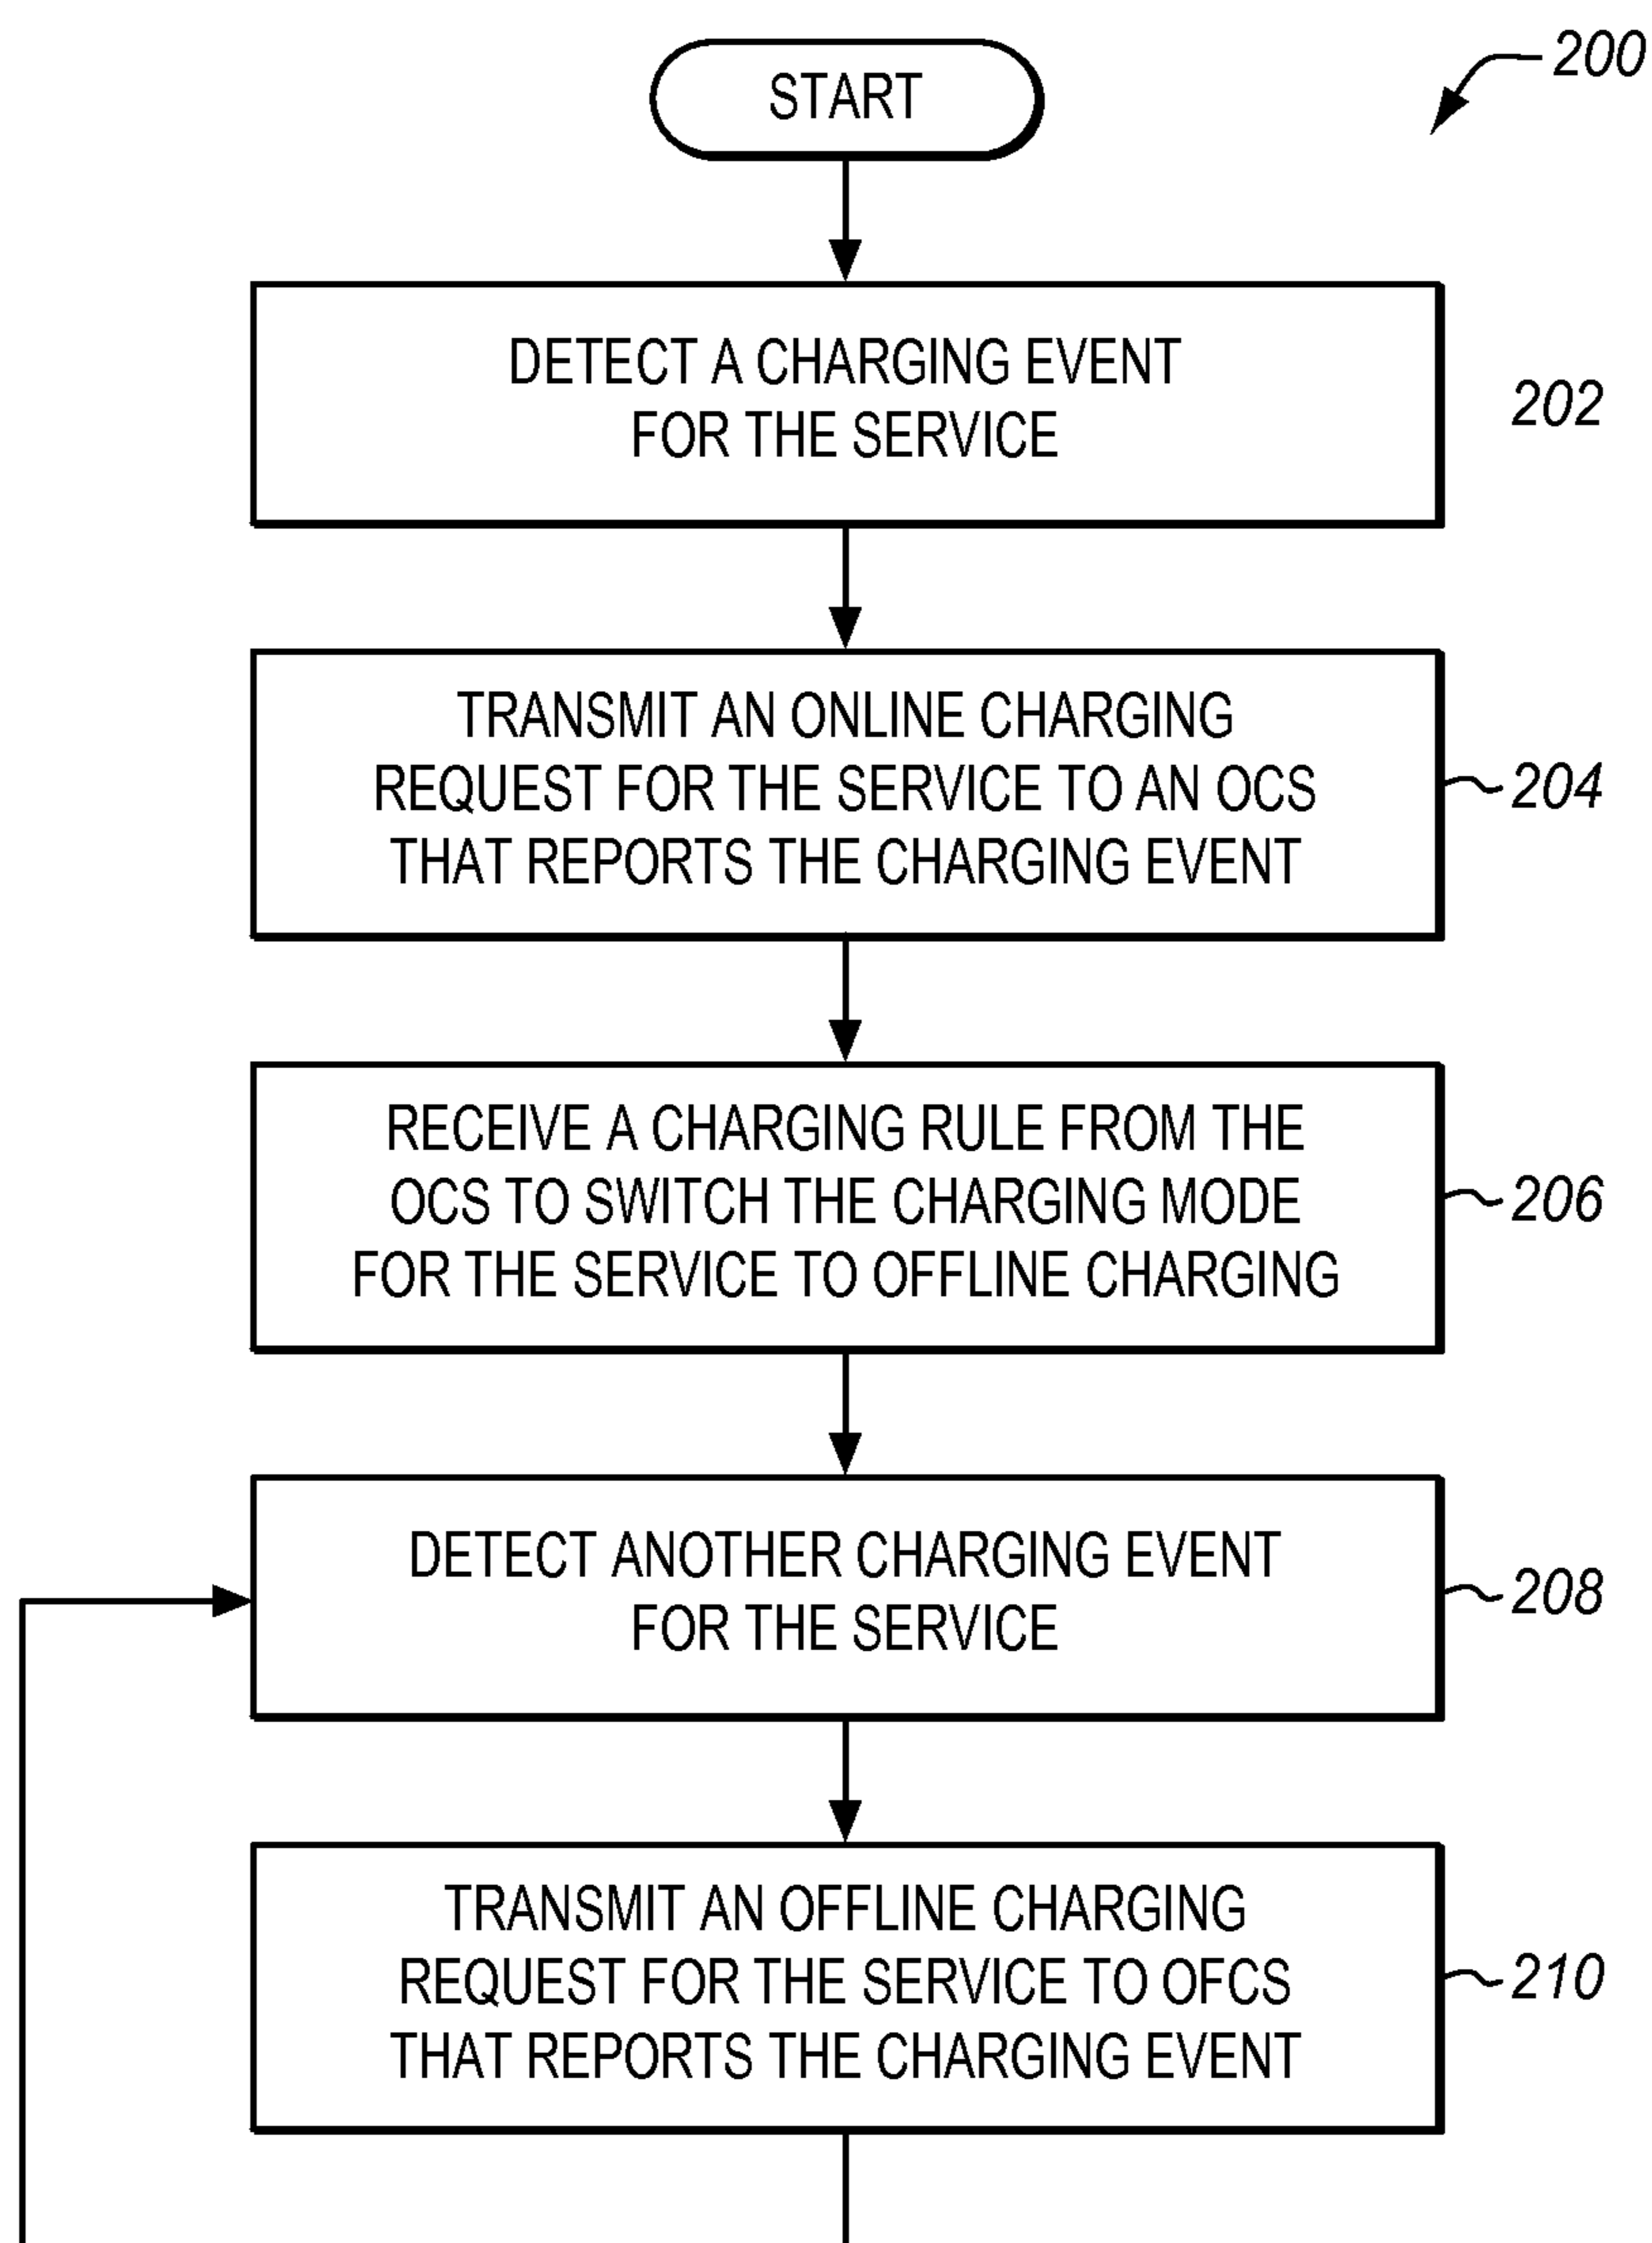 200
START
DETECT A CHARGING EVENT
FOR THE SERVICE
202
TRANSMIT AN ONLINE CHARGING
REQUEST FOR THE SERVICE TO AN OCS
THAT REPORTS THE CHARGING EVENT
204
RECEIVE A CHARGING RULE FROM THE
OCS TO SWITCH THE CHARGING MODE
FOR THE SERVICE TO OFFLINE CHARGING
206
DETECT ANOTHER CHARGING EVENT
FOR THE SERVICE
208
TRANSMIT AN OFFLINE CHARGING
REQUEST FOR THE SERVICE TO OFCS
THAT REPORTS THE CHARGING EVENT
210